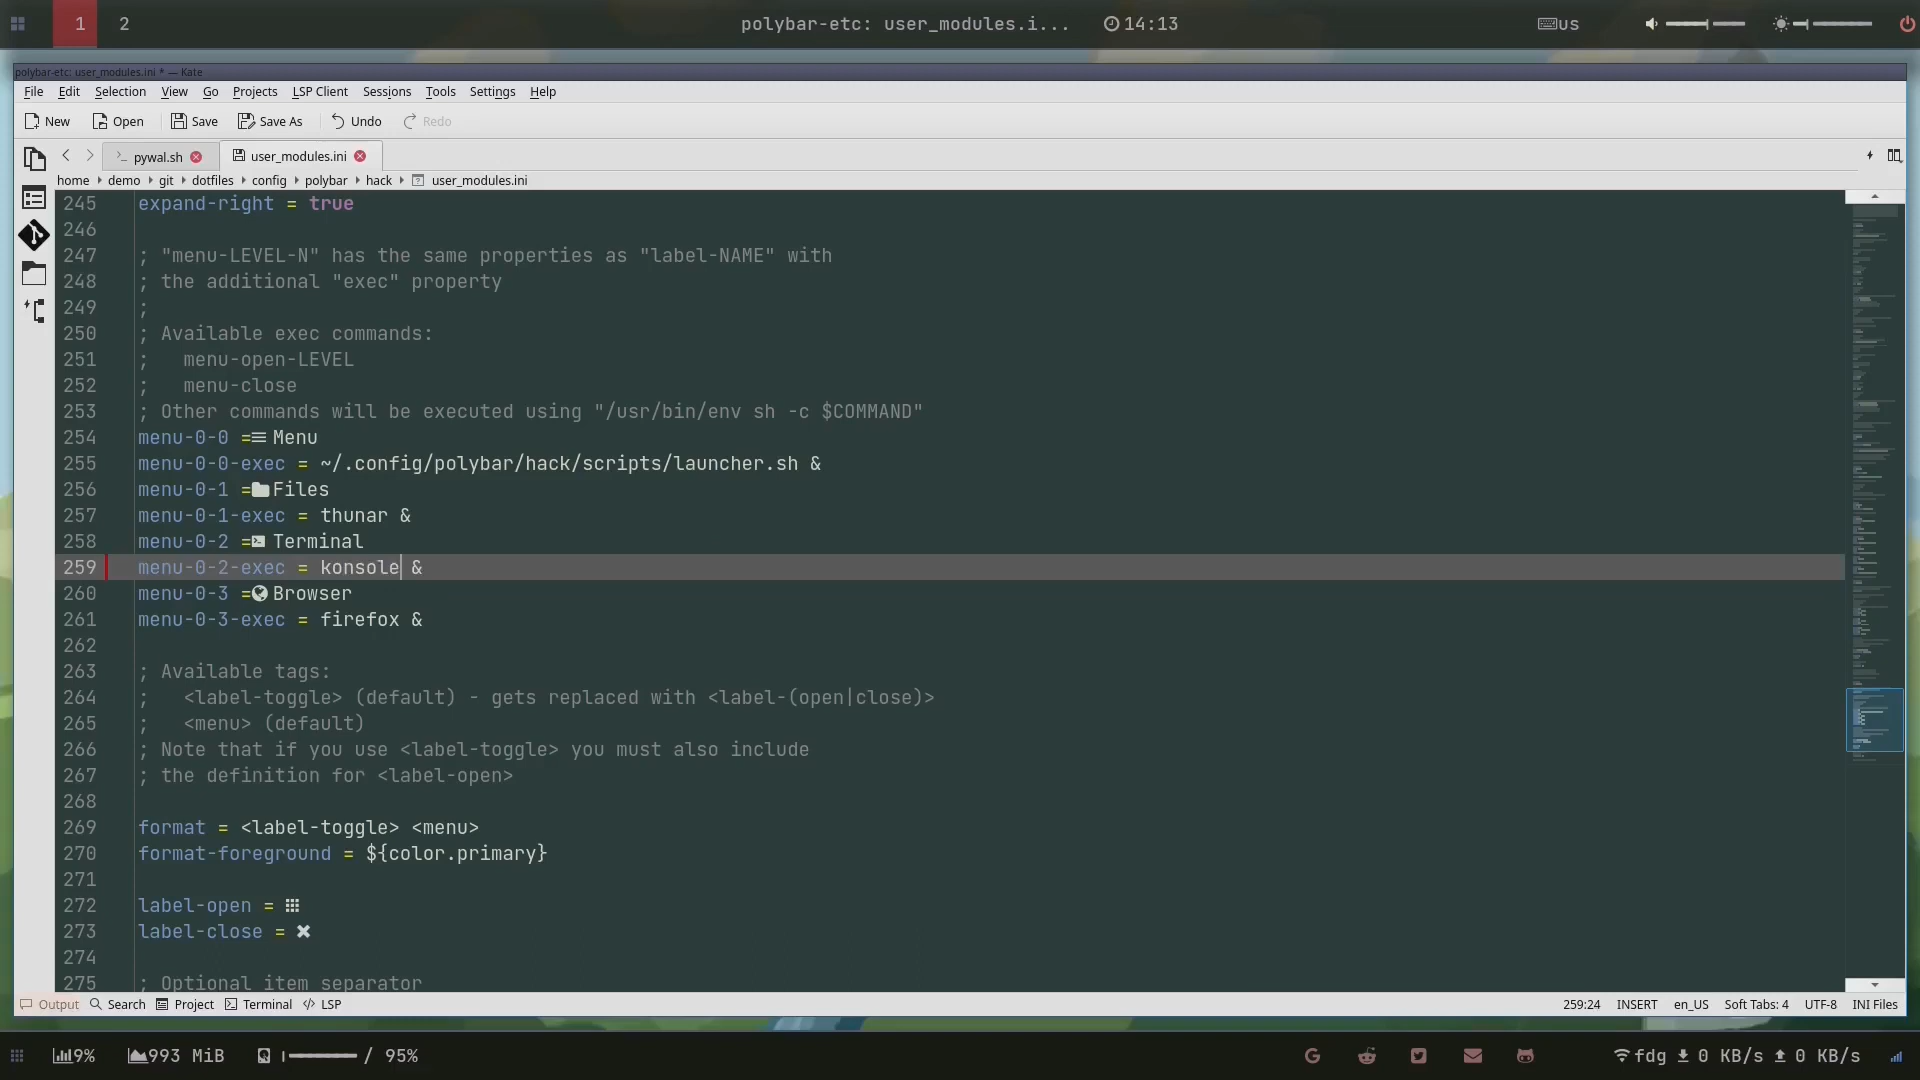 1 2 polybar-etc: user_modules.i... 14:13 us
polybar-etc: user_modules.ini * — Kate
File Edit Selection View Go Projects LSP Client Sessions Tools Settings Help
New Open Save Save As Undo Redo
pywal.sh user_modules.ini
home demo git dotfiles config polybar hack user_modules.ini
245 expand-right = true
246
247 ; "menu-LEVEL-N" has the same properties as "label-NAME" with
248 ; the additional "exec" property
249 ;
250 ; Available exec commands:
251 ;   menu-open-LEVEL
252 ;   menu-close
253 ; Other commands will be executed using "/usr/bin/env sh -c $COMMAND"
254 menu-0-0 = Menu
255 menu-0-0-exec = ~/.config/polybar/hack/scripts/launcher.sh &
256 menu-0-1 = Files
257 menu-0-1-exec = thunar &
258 menu-0-2 = Terminal
259 menu-0-2-exec = konsole &
260 menu-0-3 = Browser
261 menu-0-3-exec = firefox &
262
263 ; Available tags:
264 ;   <label-toggle> (default) - gets replaced with <label-(open|close)>
265 ;   <menu> (default)
266 ; Note that if you use <label-toggle> you must also include
267 ; the definition for <label-open>
268
269 format = <label-toggle> <menu>
270 format-foreground = ${color.primary}
271
272 label-open =
273 label-close = ✖
274
275 ; Optional item separator
Output Search Project Terminal LSP 259:24 INSERT en_US Soft Tabs: 4 UTF-8 INI Files
9% 993 MiB / 95% fdg 0 KB/s 0 KB/s